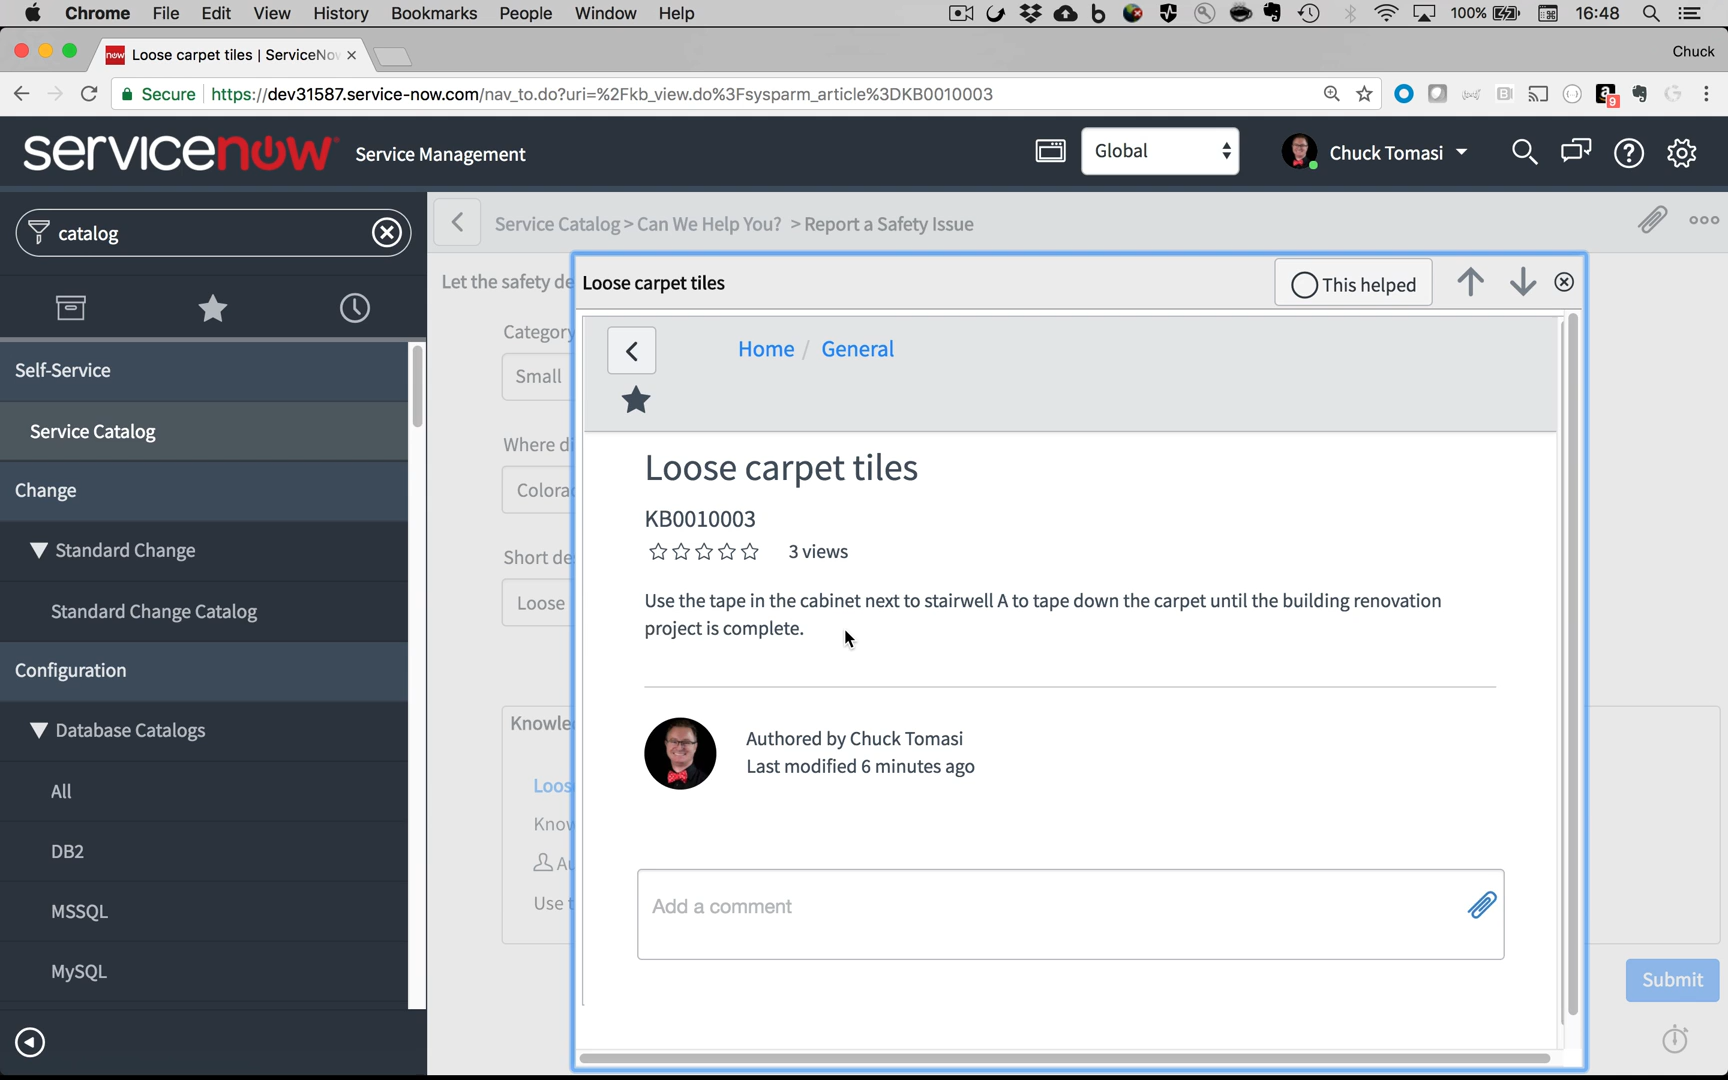 Chrome File Edit View History Bookmarks People Window Help 100% 16:48
now Loose carpet tiles | ServiceNo Chuck
Secure https://dev31587.service-now.com/nav_to.do?uri=%2Fkb_view.do%3Fsysparm_article%3DKB0010003 9
servicenow Service Management Global Chuck Tomasi
catalog
Service Catalog > Can We Help You? > Report a Safety Issue
Let the safety de
Loose carpet tiles This helped
Category
Small
Where di
Colorad
Short de
Loose
Knowle
Loos
Know
Au
Use t
Home / General
Loose carpet tiles
KB0010003
3 views
Use the tape in the cabinet next to stairwell A to tape down the carpet until the building renovation
project is complete.
Authored by Chuck Tomasi
Last modified 6 minutes ago
Add a comment
Submit
Self-Service
Service Catalog
Change
Standard Change
Standard Change Catalog
Configuration
Database Catalogs
All
DB2
MSSQL
MySQL